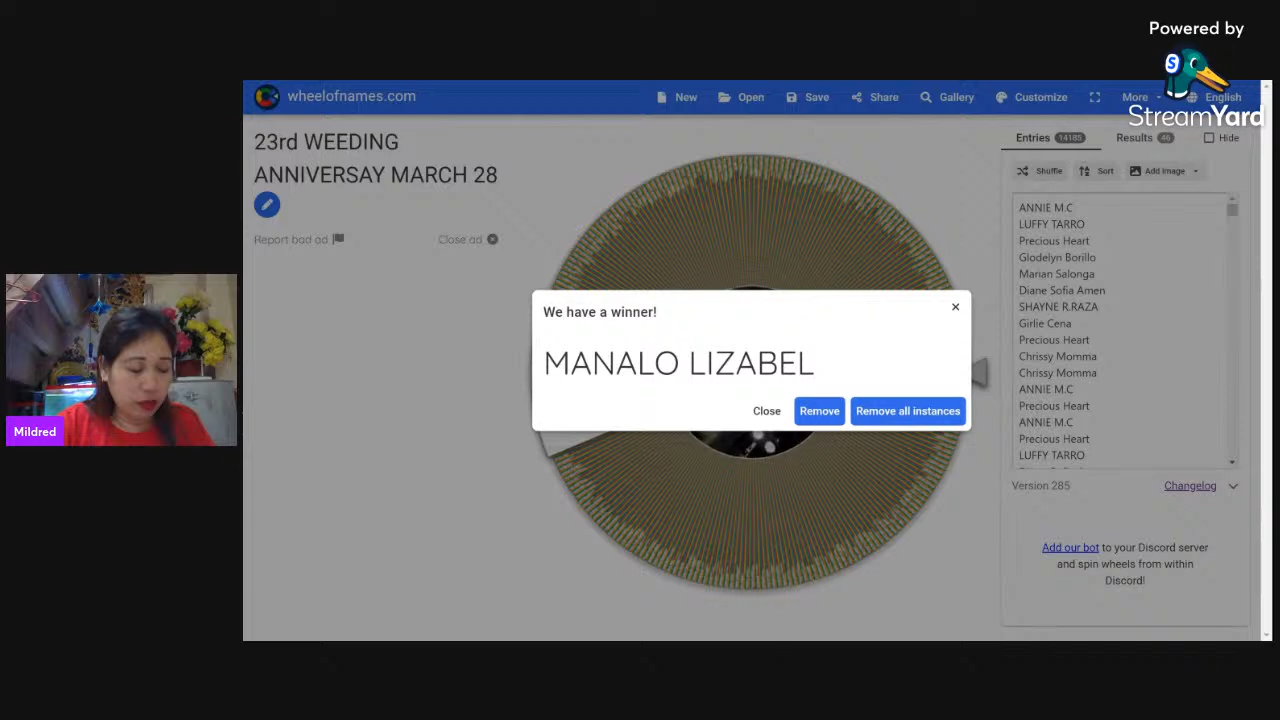 Powered by
StreamYard
wheelofnames.com
New
Open
Save
Share
Gallery
Customize
More
English
23rd WEEDING
ANNIVERSAY MARCH 28
Report bad ad
Close ad
Entries 14185
Results 46
Hide
Shuffle
Sort
Add Image
ANNIE M.C
LUFFY TARRO
Precious Heart
Glodelyn Borillo
Marian Salonga
Diane Sofia Amen
SHAYNE R.RAZA
Girlie Cena
Precious Heart
Chrissy Momma
Chrissy Momma
ANNIE M.C
Precious Heart
ANNIE M.C
Precious Heart
LUFFY TARRO
Version 285
Changelog
Add our bot to your Discord server
and spin wheels from within
Discord!
We have a winner!
MANALO LIZABEL
Close
Remove
Remove all instances
Mildred